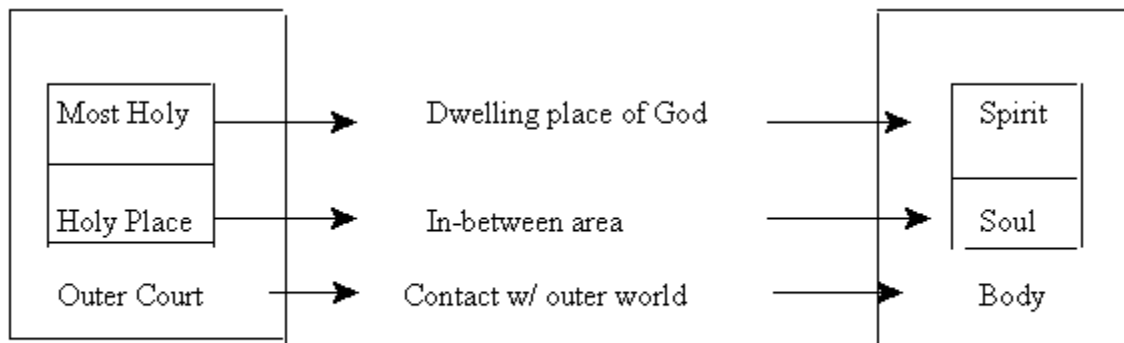 Most Holy Dwelling place of God Spirit
Holy Place In-between area Soul
Outer Court Contact w/ outer world Body